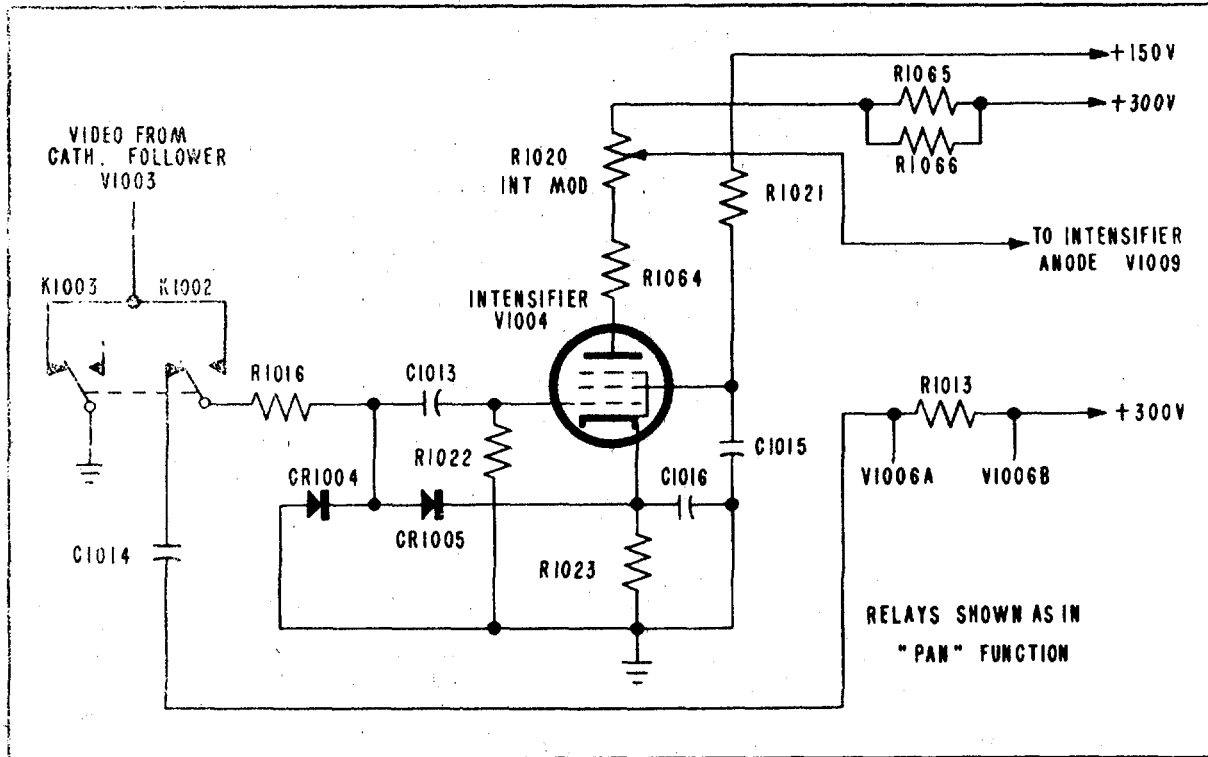 +150V
R1065
+300V
R1066
VIDEO FROM
CATH. FOLLOWER
V1003
R1020
INT MOD
R1021
TO INTENSIFIER
ANODE V1009
K1003
K1002
R1064
INTENSIFIER
V1004
R1016
C1013
R1013
+300V
R1022
C1015
V1006A
V1006B
CR1004
C1016
CR1005
C1014
R1023
RELAYS SHOWN AS IN
"PAN" FUNCTION